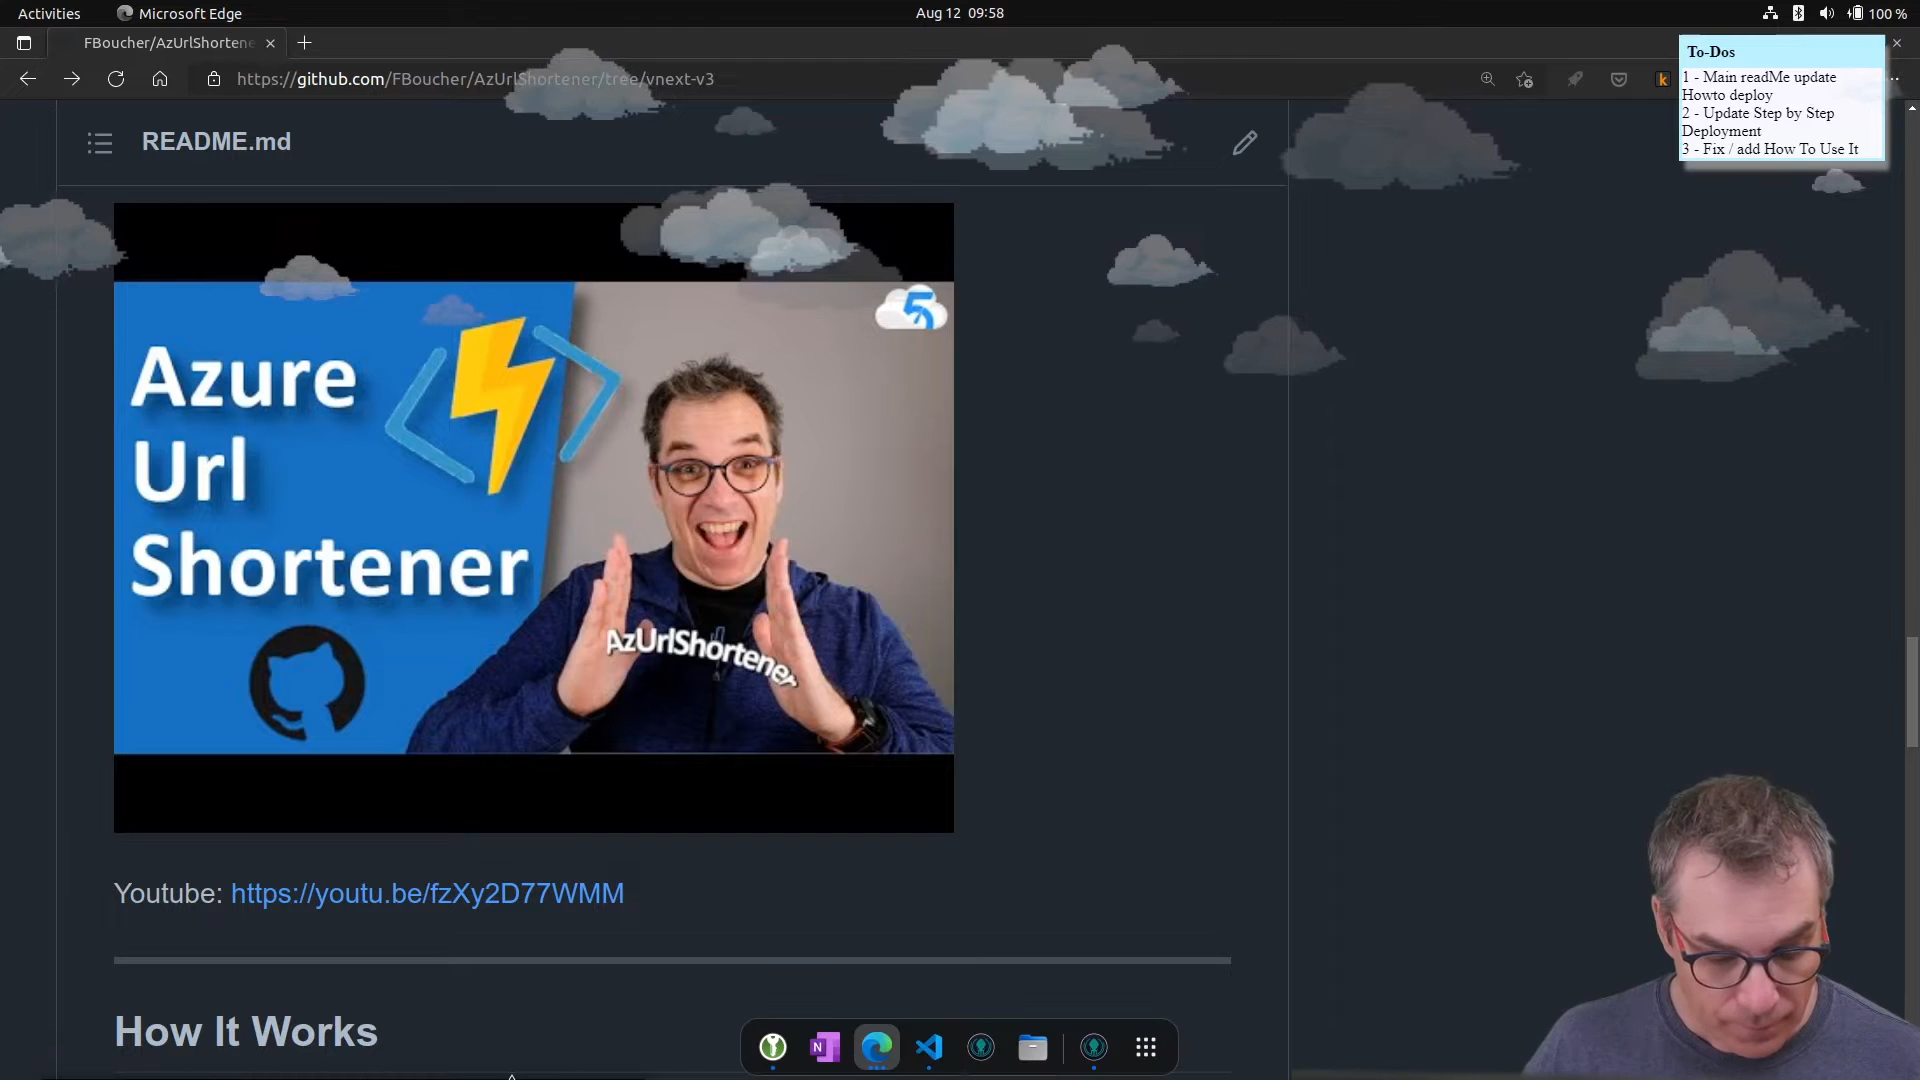 Activities
Microsoft Edge
Aug 12 09:58
100 %
FBoucher/AzUrlShortene
https://github.com/FBoucher/AzUrlShortener/tree/vnext-v3
To-Dos
1 - Main readMe update
Howto deploy
2 - Update Step by Step
Deployment
3 - Fix / add How To Use It
README.md
5
Azure
Url
Shortener
AzUrlShortener
Youtube: https://youtu.be/fzXy2D77WMM
How It Works
N
k